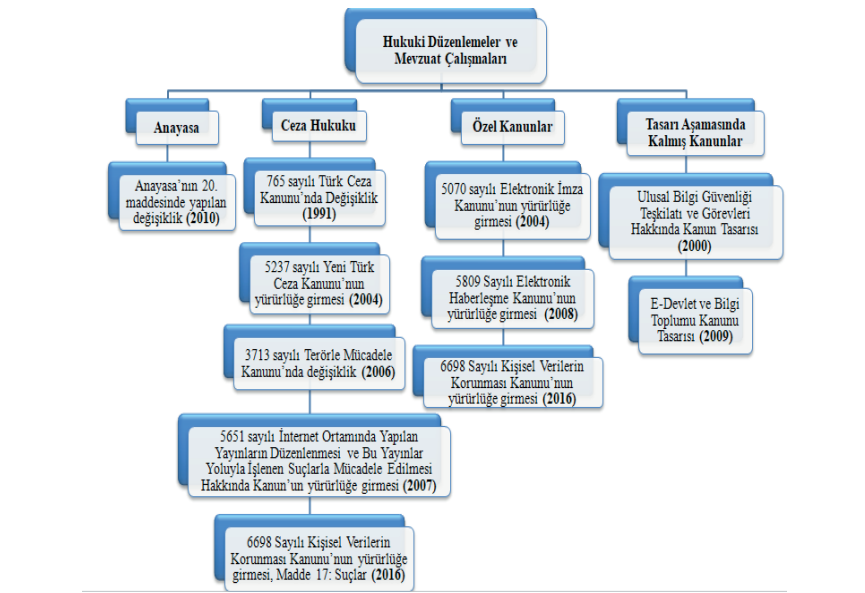 Hukuki Düzenlemeler ve
Mevzuat Çalışmaları
Anayasa
Anayasa’nın 20.
maddesinde yapılan
değişiklik (2010)
Ceza Hukuku
765 sayılı Türk Ceza
Kanunu’nda Değişiklik
(1991)
5237 sayılı Yeni Türk
Ceza Kanunu’nun
yürürlüğe girmesi (2004)
3713 sayılı Terörle Mücadele
Kanunu’nda değişiklik (2006)
5651 sayılı İnternet Ortamında Yapılan
Yayınların Düzenlenmesi ve Bu Yayınlar
Yoluyla İşlenen Suçlarla Mücadele Edilmesi
Hakkında Kanun’un yürürlüğe girmesi (2007)
6698 Sayılı Kişisel Verilerin
Korunması Kanunu’nun yürürlüğe
girmesi, Madde 17: Suçlar (2016)
Özel Kanunlar
5070 sayılı Elektronik İmza
Kanunu’nun yürürlüğe
girmesi (2004)
5809 Sayılı Elektronik
Haberleşme Kanunu’nun
yürürlüğe girmesi (2008)
6698 Sayılı Kişisel Verilerin
Korunması Kanunu’nun
yürürlüğe girmesi (2016)
Tasarı Aşamasında
Kalmış Kanunlar
Ulusal Bilgi Güvenliği
Teşkilatı ve Görevleri
Hakkında Kanun Tasarısı
(2000)
E-Devlet ve Bilgi
Toplumu Kanunu
Tasarısı (2009)